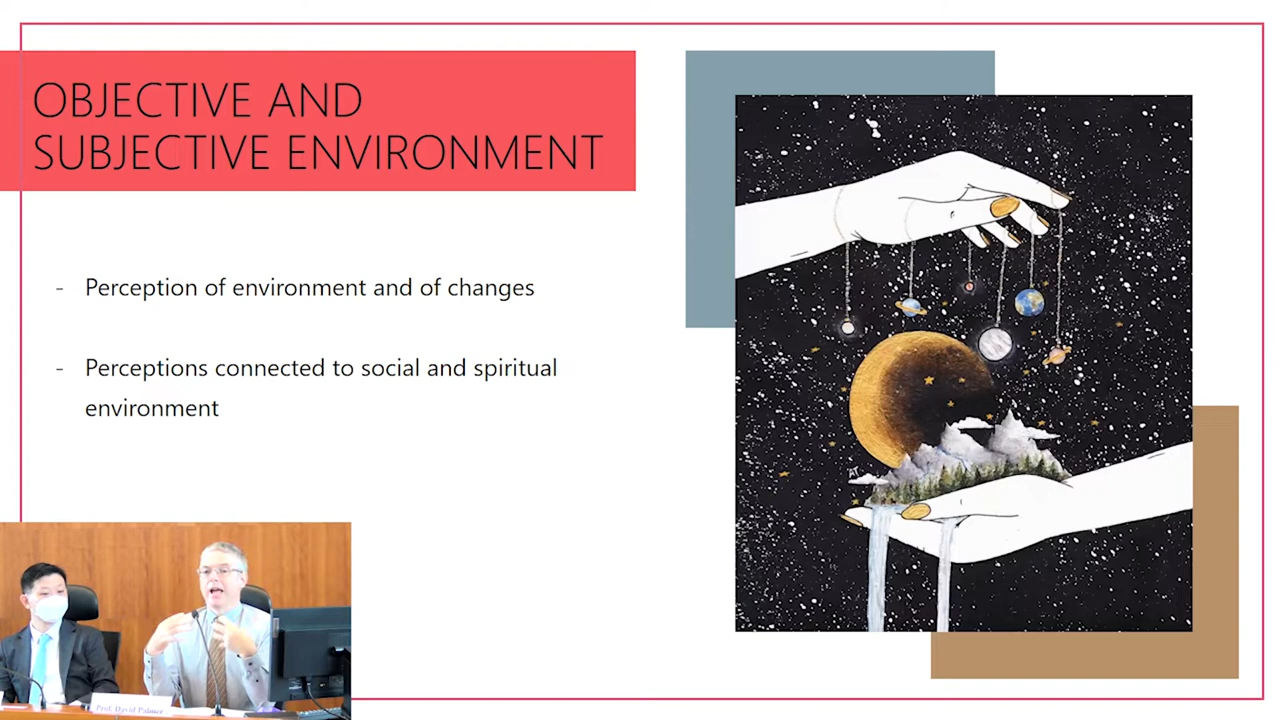 OBJECTIVE AND
SUBJECTIVE ENVIRONMENT
- Perception of environment and of changes
- Perceptions connected to social and spiritual
environment
AT
Prof. David Palmer